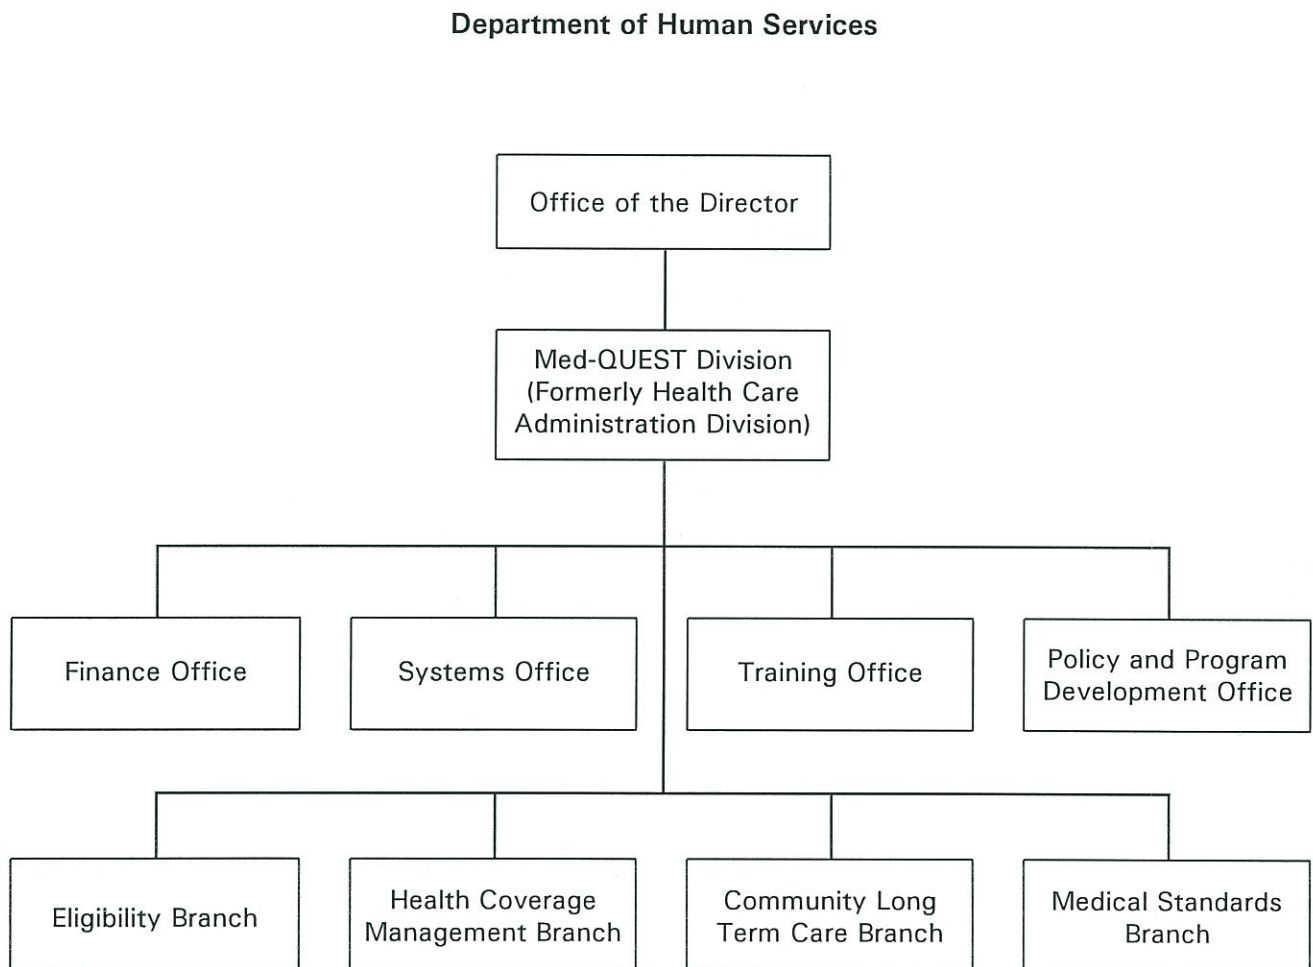 Department of Human Services
Office of the Director
Med-QUEST Division
(Formerly Health Care
Administration Division)
Finance Office
Systems Office
Training Office
Policy and Program
Development Office
Eligibility Branch
Health Coverage
Management Branch
Community Long
Term Care Branch
Medical Standards
Branch